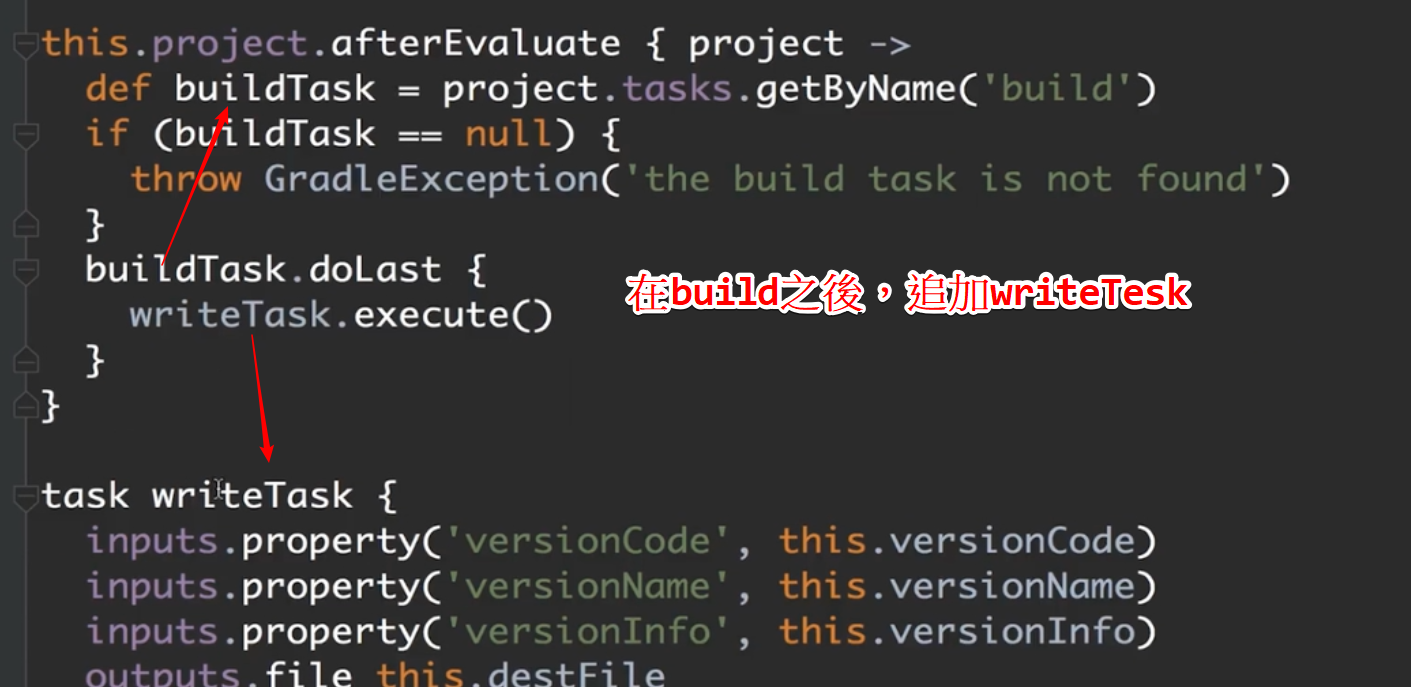 this.project.afterEvaluate { project ->
def buildTask = project.tasks.getByName('build')
if (buildTask == null) {
throw GradleException('the build task is not found')
}
buildTask.doLast {
在build之後，追加writeTesk
writeTask.execute()
}
}
task writeTask {
inputs.property('versionCode', this.versionCode)
inputs.property('versionName', this.versionName)
inputs.property('versionInfo', this.versionInfo)
outputs.file this.destFile